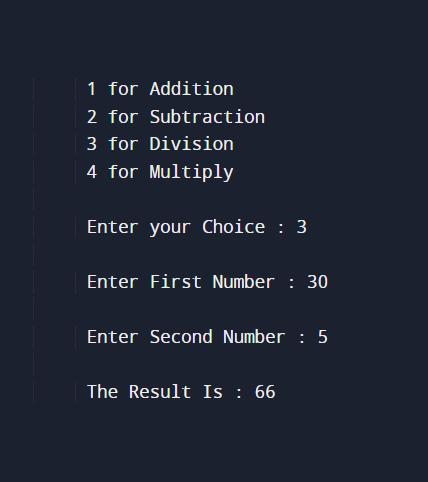 1 for Addition
2 for Subtraction
3 for Division
4 for Multiply
Enter your Choice : 3
Enter First Number : 30
Enter Second Number : 5
The Result Is : 66